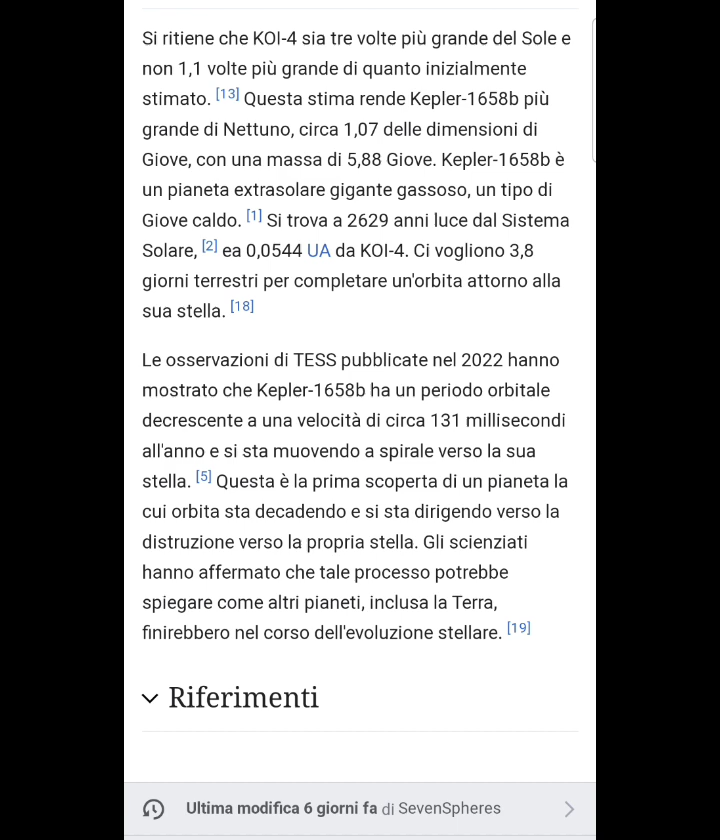 Si ritiene che KOI-4 sia tre volte più grande del Sole e
non 1,1 volte più grande di quanto inizialmente
stimato. [13] Questa stima rende Kepler-1658b più
grande di Nettuno, circa 1,07 delle dimensioni di
Giove, con una massa di 5,88 Giove. Kepler-1658b è
un pianeta extrasolare gigante gassoso, un tipo di
Giove caldo. [1] Si trova a 2629 anni luce dal Sistema
Solare, [2] ea 0,0544 UA da KOI-4. Ci vogliono 3,8
giorni terrestri per completare un'orbita attorno alla
sua stella. [18]
Le osservazioni di TESS pubblicate nel 2022 hanno
mostrato che Kepler-1658b ha un periodo orbitale
decrescente a una velocità di circa 131 millisecondi
all'anno e si sta muovendo a spirale verso la sua
stella. [5] Questa è la prima scoperta di un pianeta la
cui orbita sta decadendo e si sta dirigendo verso la
distruzione verso la propria stella. Gli scienziati
hanno affermato che tale processo potrebbe
spiegare come altri pianeti, inclusa la Terra,
finirebbero nel corso dell'evoluzione stellare. [19]
Riferimenti
Ultima modifica 6 giorni fa di SevenSpheres